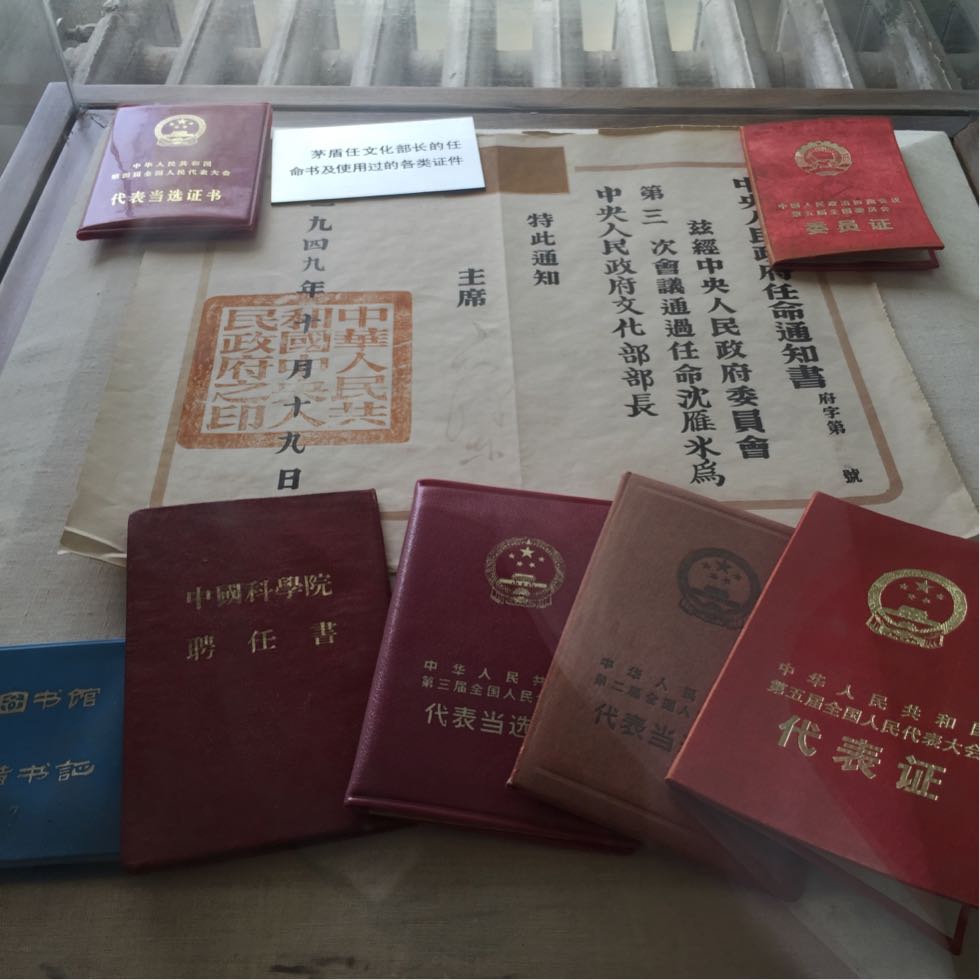 中华人民共和国
第四届全国人民代表大会
代表当选证书
茅盾任文化部长的任
命书及使用过的各类证件
中国人民政治协商会议
第五届全国委员会
委员证
中央人民政府任命通知書
府字第 號
茲經中央人民政府委員會
第三次會議通過任命沈雁冰爲
中央人民政府文化部部長
特此通知
主席
九四九年十月十九日
中華人民共
和國中央人
民政府之印
图书馆
借书証
中國科學院
聘任書
中华人民共
第三届全国人民
代表当选
中华人民
第二届全国人
代表当
中华人民共和国
第五届全国人民代表大会
代表证